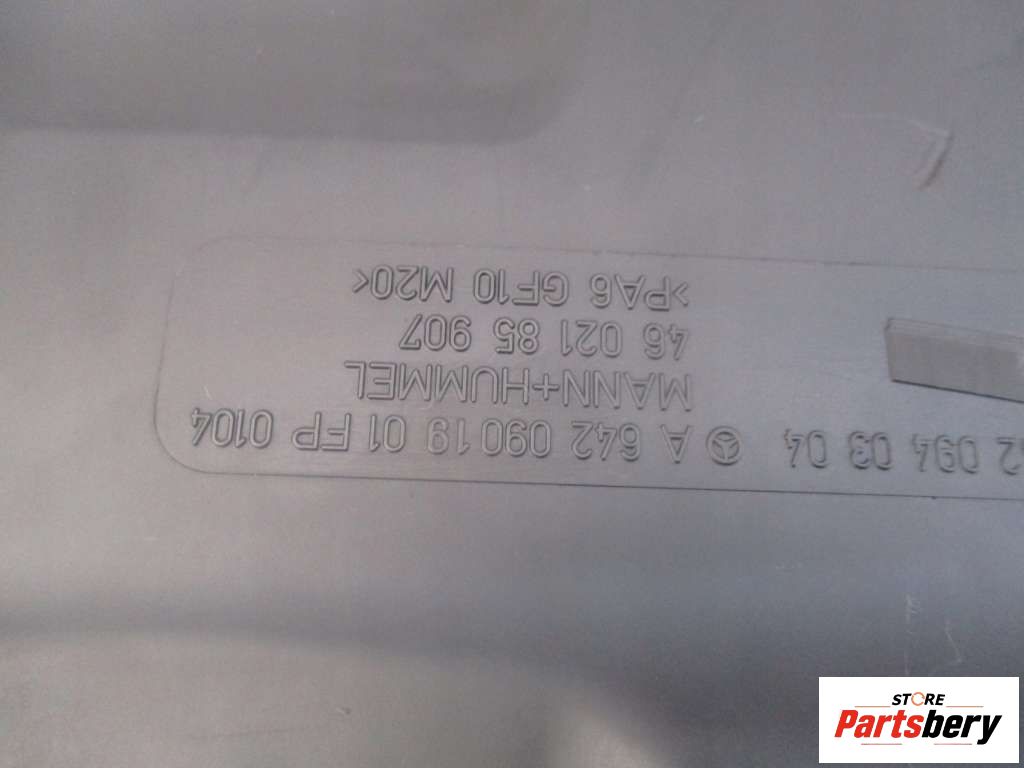 2 094 03 04 A 642 090 19 01 FP 0104
MANN+HUMMEL
46 021 85 907
>PA6 GF10 M20<
STORE
Partsbery